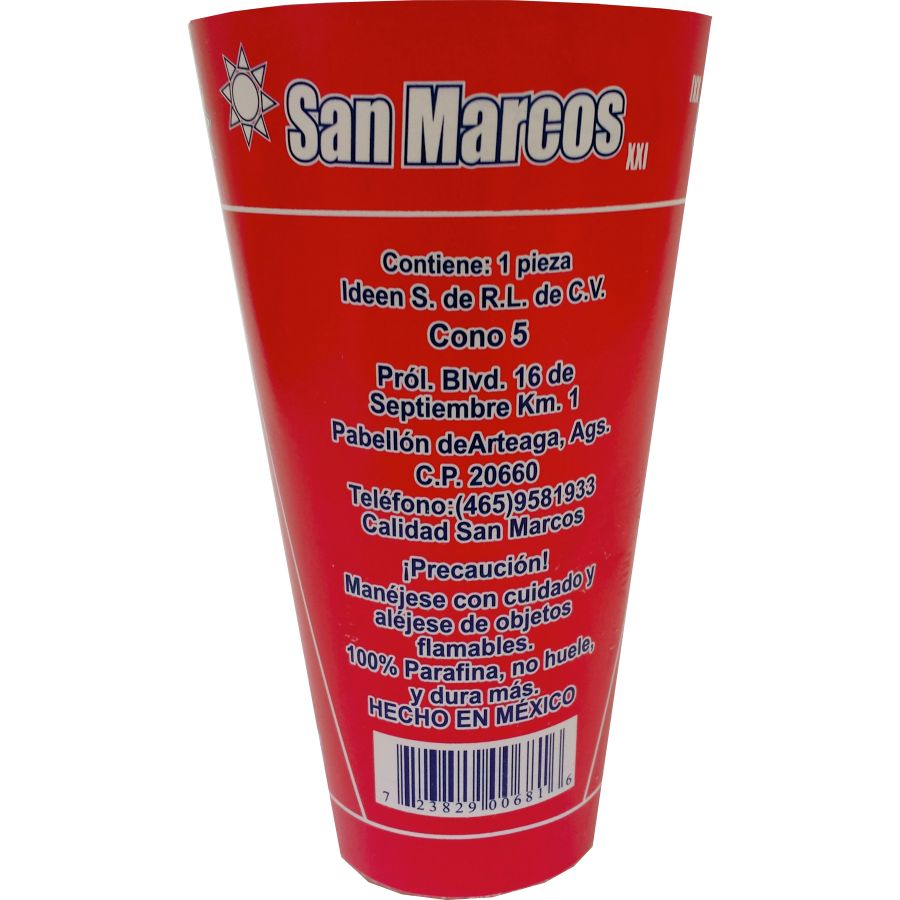 San Marcos
XXI
Contiene: 1 pieza
Ideen S. de R.L. de C.V.
Cono 5
Pról. Blvd. 16 de
Septiembre Km. 1
Pabellón deArteaga, Ags.
C.P. 20660
Teléfono:(465)9581933
Calidad San Marcos
¡Precaución!
Manéjese con cuidado y
aléjese de objetos
flamables.
100% Parafina, no huele,
y dura más.
HECHO EN MÉXICO
7 23829 00681 6